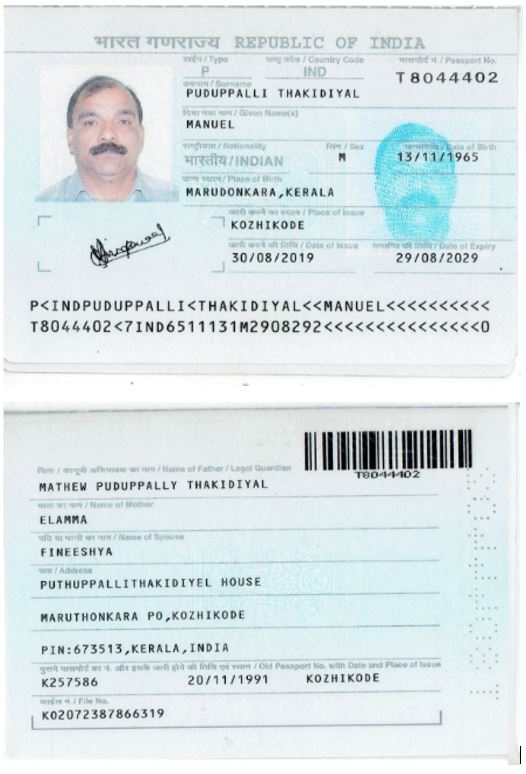 भारत गणराज्य REPUBLIC OF INDIA
टाईप / Type राष्ट्र कोड / Country Code पासपोर्ट नं. / Passport No.
P IND T8044402
उपनाम / Surname
PUDUPPALLI THAKIDIYAL
दिया गया नाम / Given Name(s)
MANUEL
राष्ट्रीयता / Nationality लिंग / Sex जन्मतिथि / Date of Birth
भारतीय / INDIAN M 13/11/1965
जन्म स्थान / Place of Birth
MARUDONKARA,KERALA
जारी करने का स्थान / Place of Issue
KOZHIKODE
जारी करने की तिथि / Date of Issue समाप्ति की तिथि / Date of Expiry
30/08/2019 29/08/2029
P<INDPUDUPPALLI<THAKIDIYAL<<MANUEL<<<<<<<<<<
T8044402<7IND6511131M2908292<<<<<<<<<<<<<<<0
पिता / कानूनी अभिभावक का नाम / Name of Father / Legal Guardian
T8044402
MATHEW PUDUPPALLY THAKIDIYAL
माता का नाम / Name of Mother
ELAMMA
पति या पत्नी का नाम / Name of Spouse
FINEESHYA
पता / Address
PUTHUPPALLITHAKIDIYEL HOUSE
MARUTHONKARA PO,KOZHIKODE
PIN:673513,KERALA,INDIA
पुराने पासपोर्ट का नं. और इसके जारी होने की तिथि एवं स्थान / Old Passport No. with Date and Place of Issue
K257586 20/11/1991 KOZHIKODE
फाईल नं. / File No.
KO2072387866319